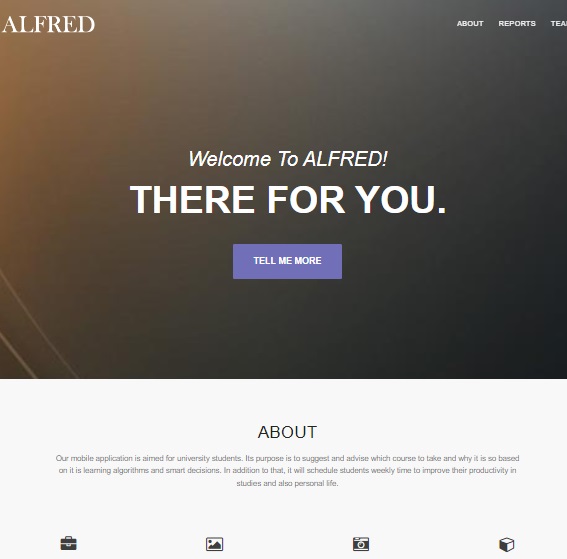 ALFRED
ABOUT REPORTS
Welcome To ALFRED!
THERE FOR YOU.
TELL ME MORE
ABOUT
Our mobile application is aimed for university students. Its purpose is to suggest and advise which course to take and why it is so based
on it is learning algorithms and smart decisions. In addition to that, it will schedule students weekly time to improve their productivity in
studies and also personal life.